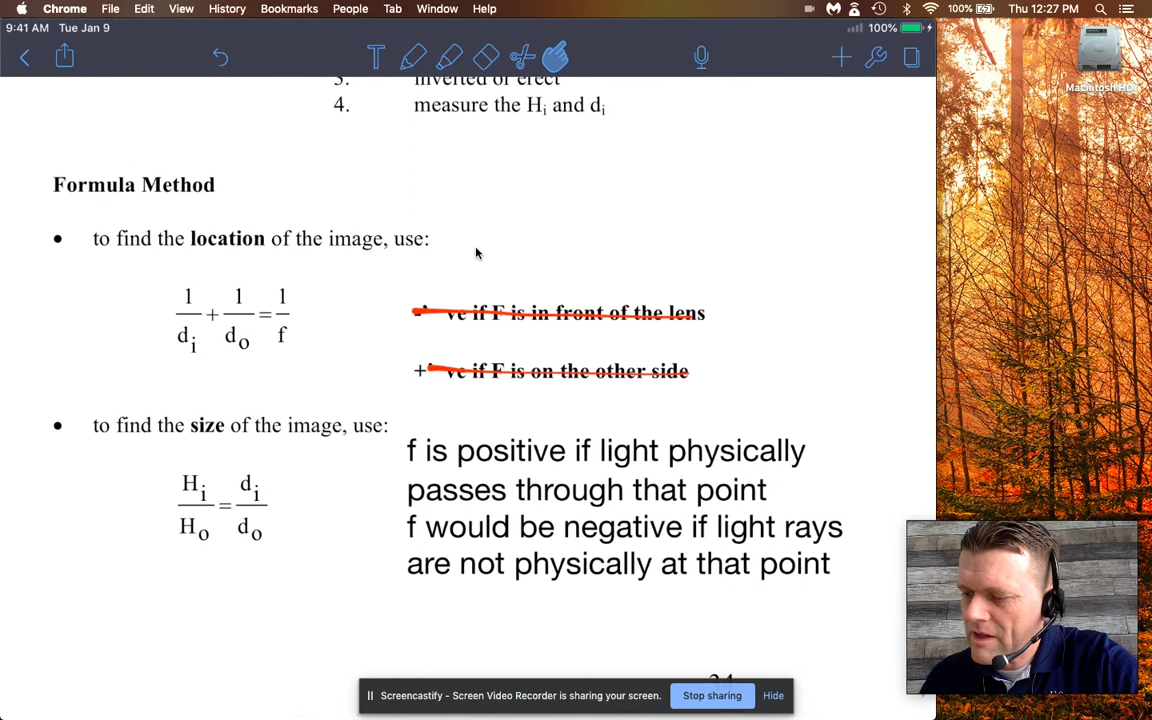 Chrome File Edit View History Bookmarks People Tab Window Help 100% Thu 12:27 PM
9:41 AM Tue Jan 9 100%
Macintosh HD
3. inverted or erect
4. measure the Hi and di
Formula Method
• to find the location of the image, use:
1/di + 1/do = 1/f
ve if F is in front of the lens
+ ve if F is on the other side
• to find the size of the image, use:
Hi/Ho = di/do
f is positive if light physically
passes through that point
f would be negative if light rays
are not physically at that point
Screencastify - Screen Video Recorder is sharing your screen. Stop sharing Hide